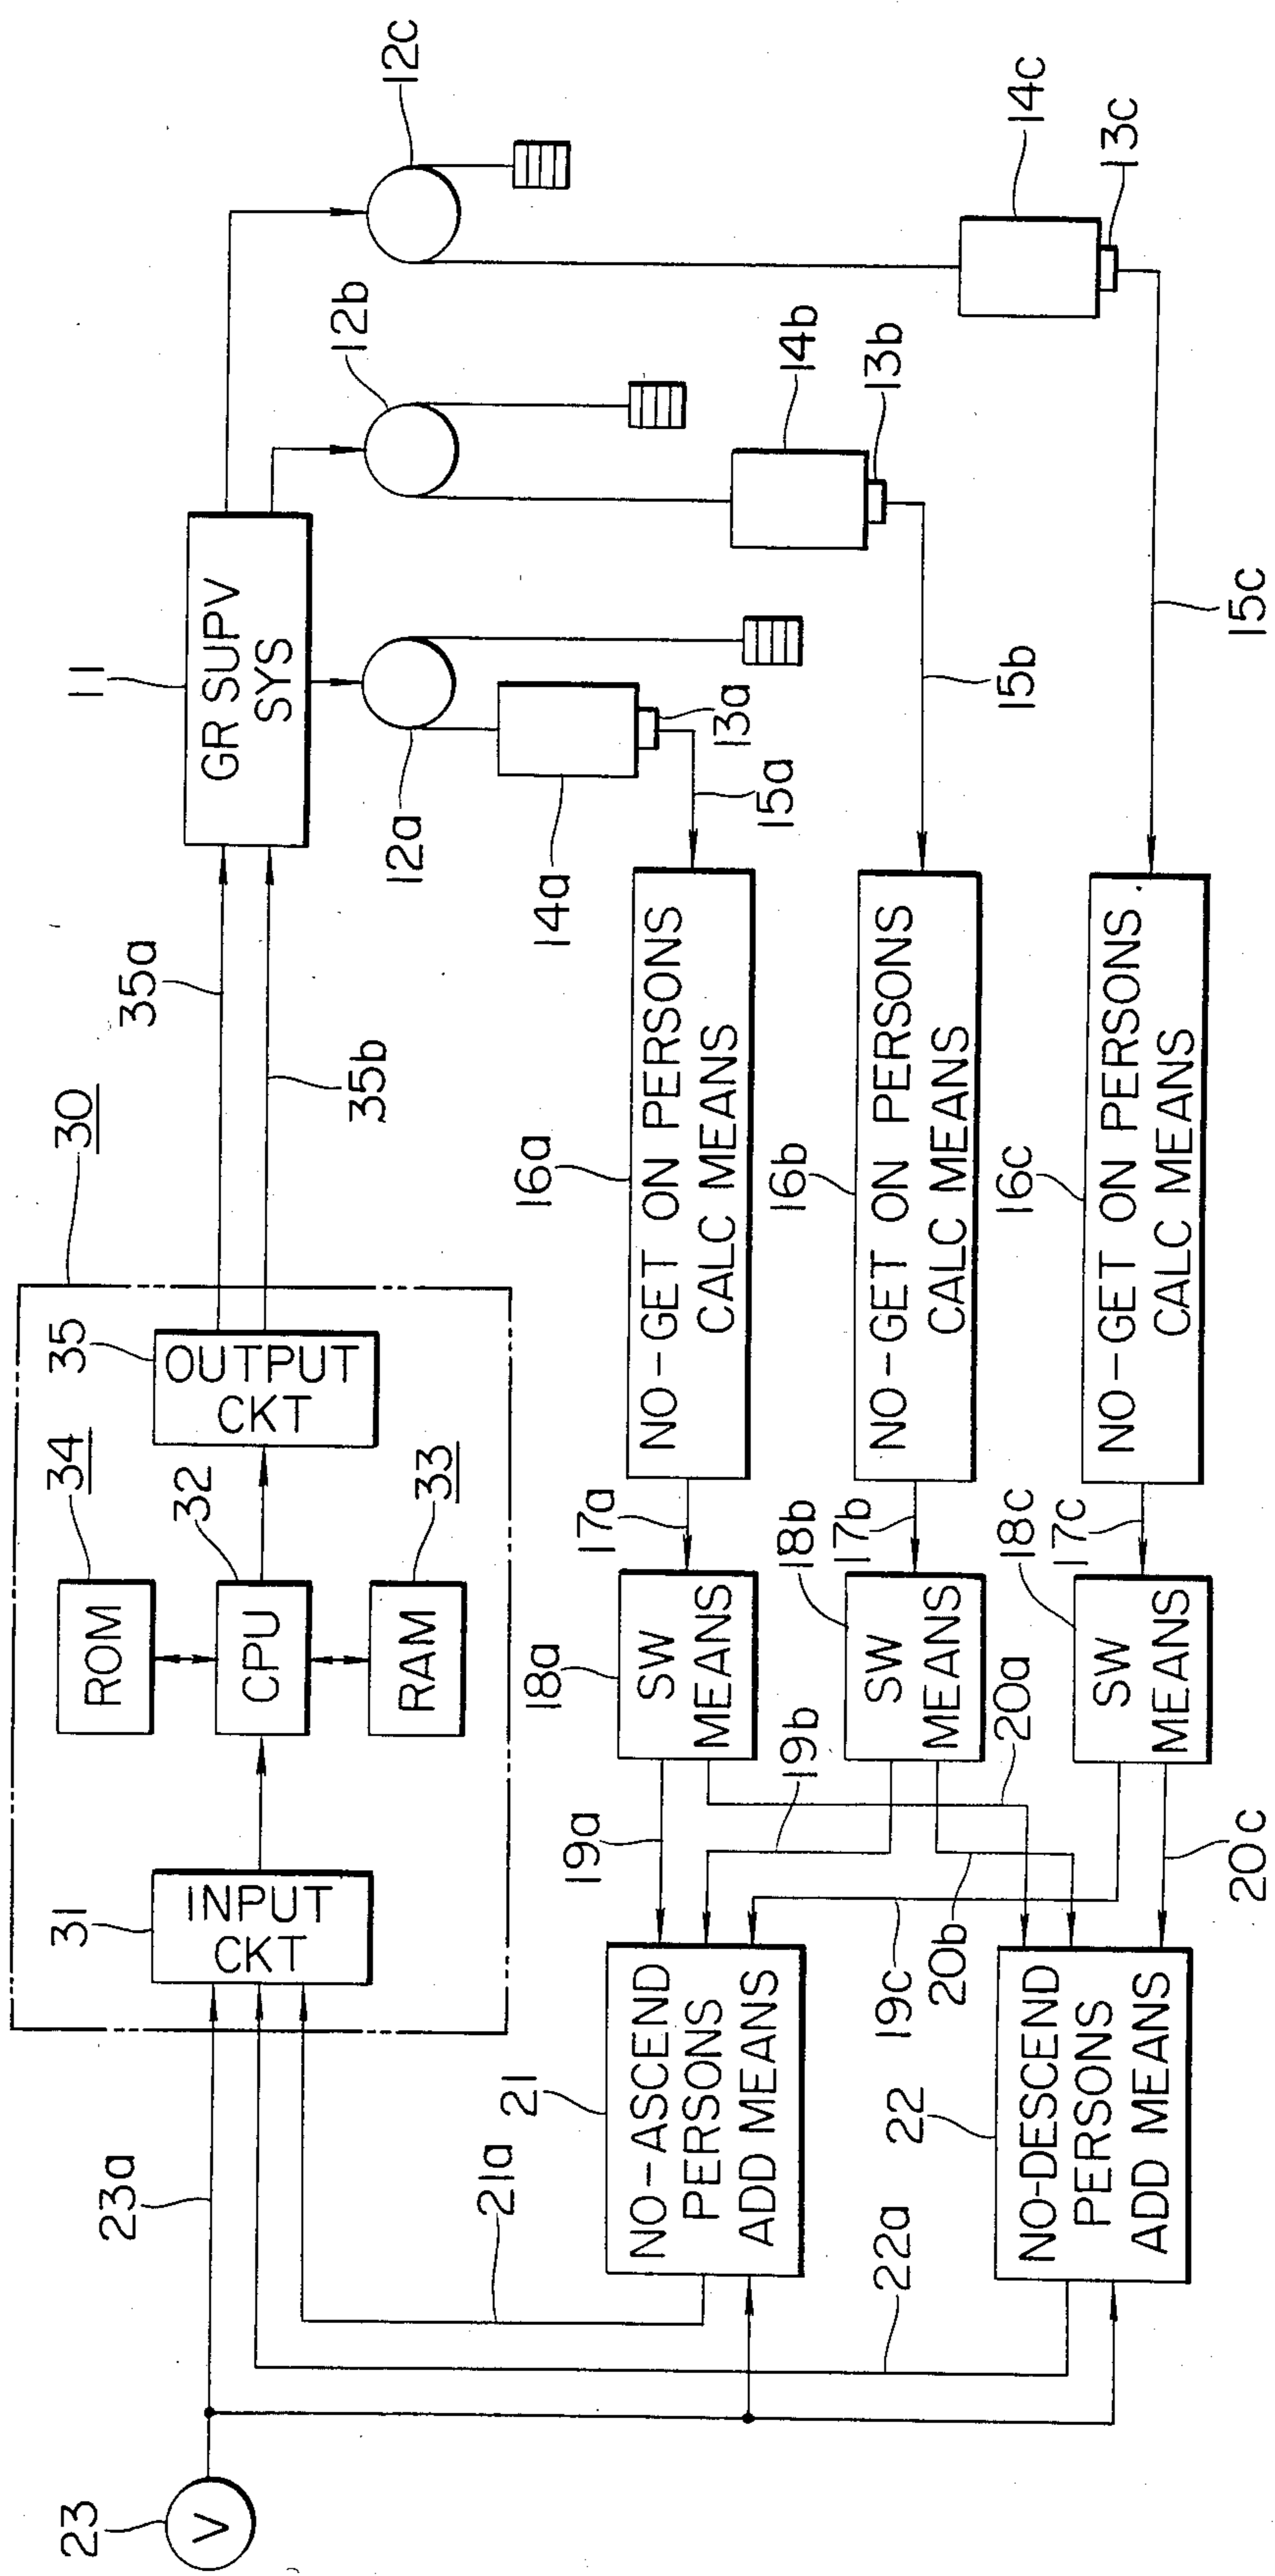 12c
12b
11
GR SUPV
SYS
12a
14a
13a
14b
13b
14c
13c
15a
15b
15c
35a
35b
30
34
35
ROM
32
CPU
OUTPUT
CKT
33
RAM
31
INPUT
CKT
16a
NO-GET ON PERSONS
CALC MEANS
16b
NO-GET ON PERSONS
CALC MEANS
16c
NO-GET ON PERSONS
CALC MEANS
17a
17b
17c
18a
SW
MEANS
18b
SW
MEANS
18c
SW
MEANS
19a
19b
20a
19c
20b
20c
21
NO-ASCEND
PERSONS
ADD MEANS
22
NO-DESCEND
PERSONS
ADD MEANS
21a
22a
23a
23
V